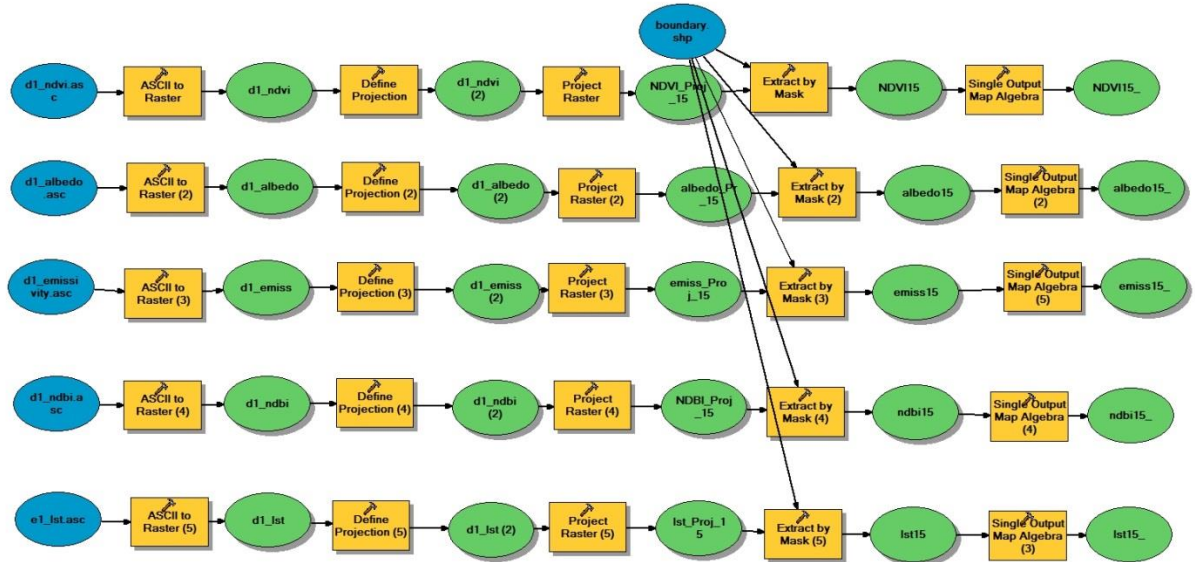 boundary.
shp
d1_ndvi.as
c
ASCII to
Raster
d1_ndvi
Define
Projection
d1_ndvi
(2)
Project
Raster
NDVI_Proj
_15
Extract by
Mask
NDVI15
Single Output
Map Algebra
NDVI15_
d1_albedo
.asc
ASCII to
Raster (2)
d1_albedo
Define
Projection (2)
d1_albedo
(2)
Project
Raster (2)
albedo_Pr
_15
Extract by
Mask (2)
albedo15
Single Output
Map Algebra
(2)
albedo15_
d1_emissi
vity.asc
ASCII to
Raster (3)
d1_emiss
Define
Projection (3)
d1_emiss
(2)
Project
Raster (3)
emiss_Pro
j_15
Extract by
Mask (3)
emiss15
Single Output
Map Algebra
(5)
emiss15_
d1_ndbi.a
sc
ASCII to
Raster (4)
d1_ndbi
Define
Projection (4)
d1_ndbi
(2)
Project
Raster (4)
NDBI_Proj
_15
Extract by
Mask (4)
ndbi15
Single Output
Map Algebra
(4)
ndbi15_
e1_lst.asc
ASCII to
Raster (5)
d1_lst
Define
Projection (5)
d1_lst (2)
Project
Raster (5)
lst_Proj_1
5
Extract by
Mask (5)
lst15
Single Output
Map Algebra
(3)
lst15_